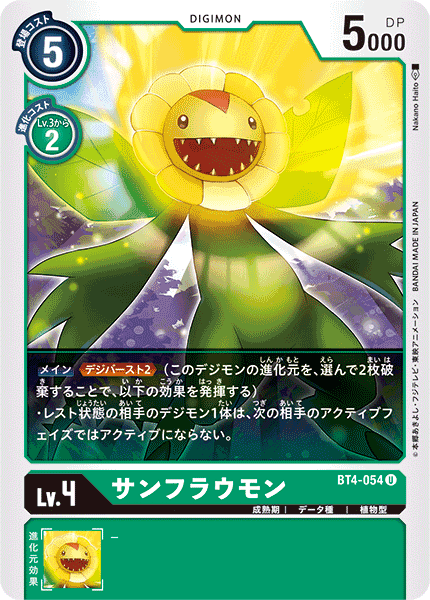 登場コスト
5
DIGIMON
DP
5000
進化コスト
Lv.3から
2
Nakano Haito
©本郷あきよし・フジテレビ・東映アニメーション BANDAI MADE IN JAPAN
メイン デジバースト2 (このデジモンの進化元を、選んで2枚破
棄することで、以下の効果を発揮する)
・レスト状態の相手のデジモン1体は、次の相手のアクティブフ
ェイズではアクティブにならない。
BT4-054 U
Lv.4 サンフラウモン
成熟期 | データ種 | 植物型
進化元効果
—